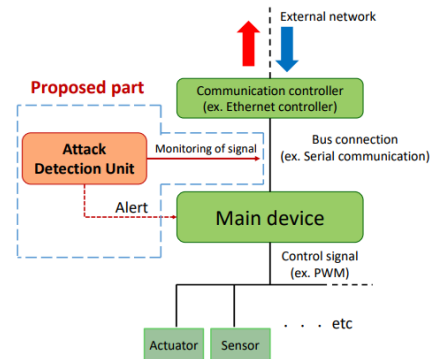 External network
Proposed part
Communication controller
(ex. Ethernet controller)
Attack
Detection Unit
Monitoring of signal
Bus connection
(ex. Serial communication)
Alert
Main device
Control signal
(ex. PWM)
Actuator
Sensor
. . . etc